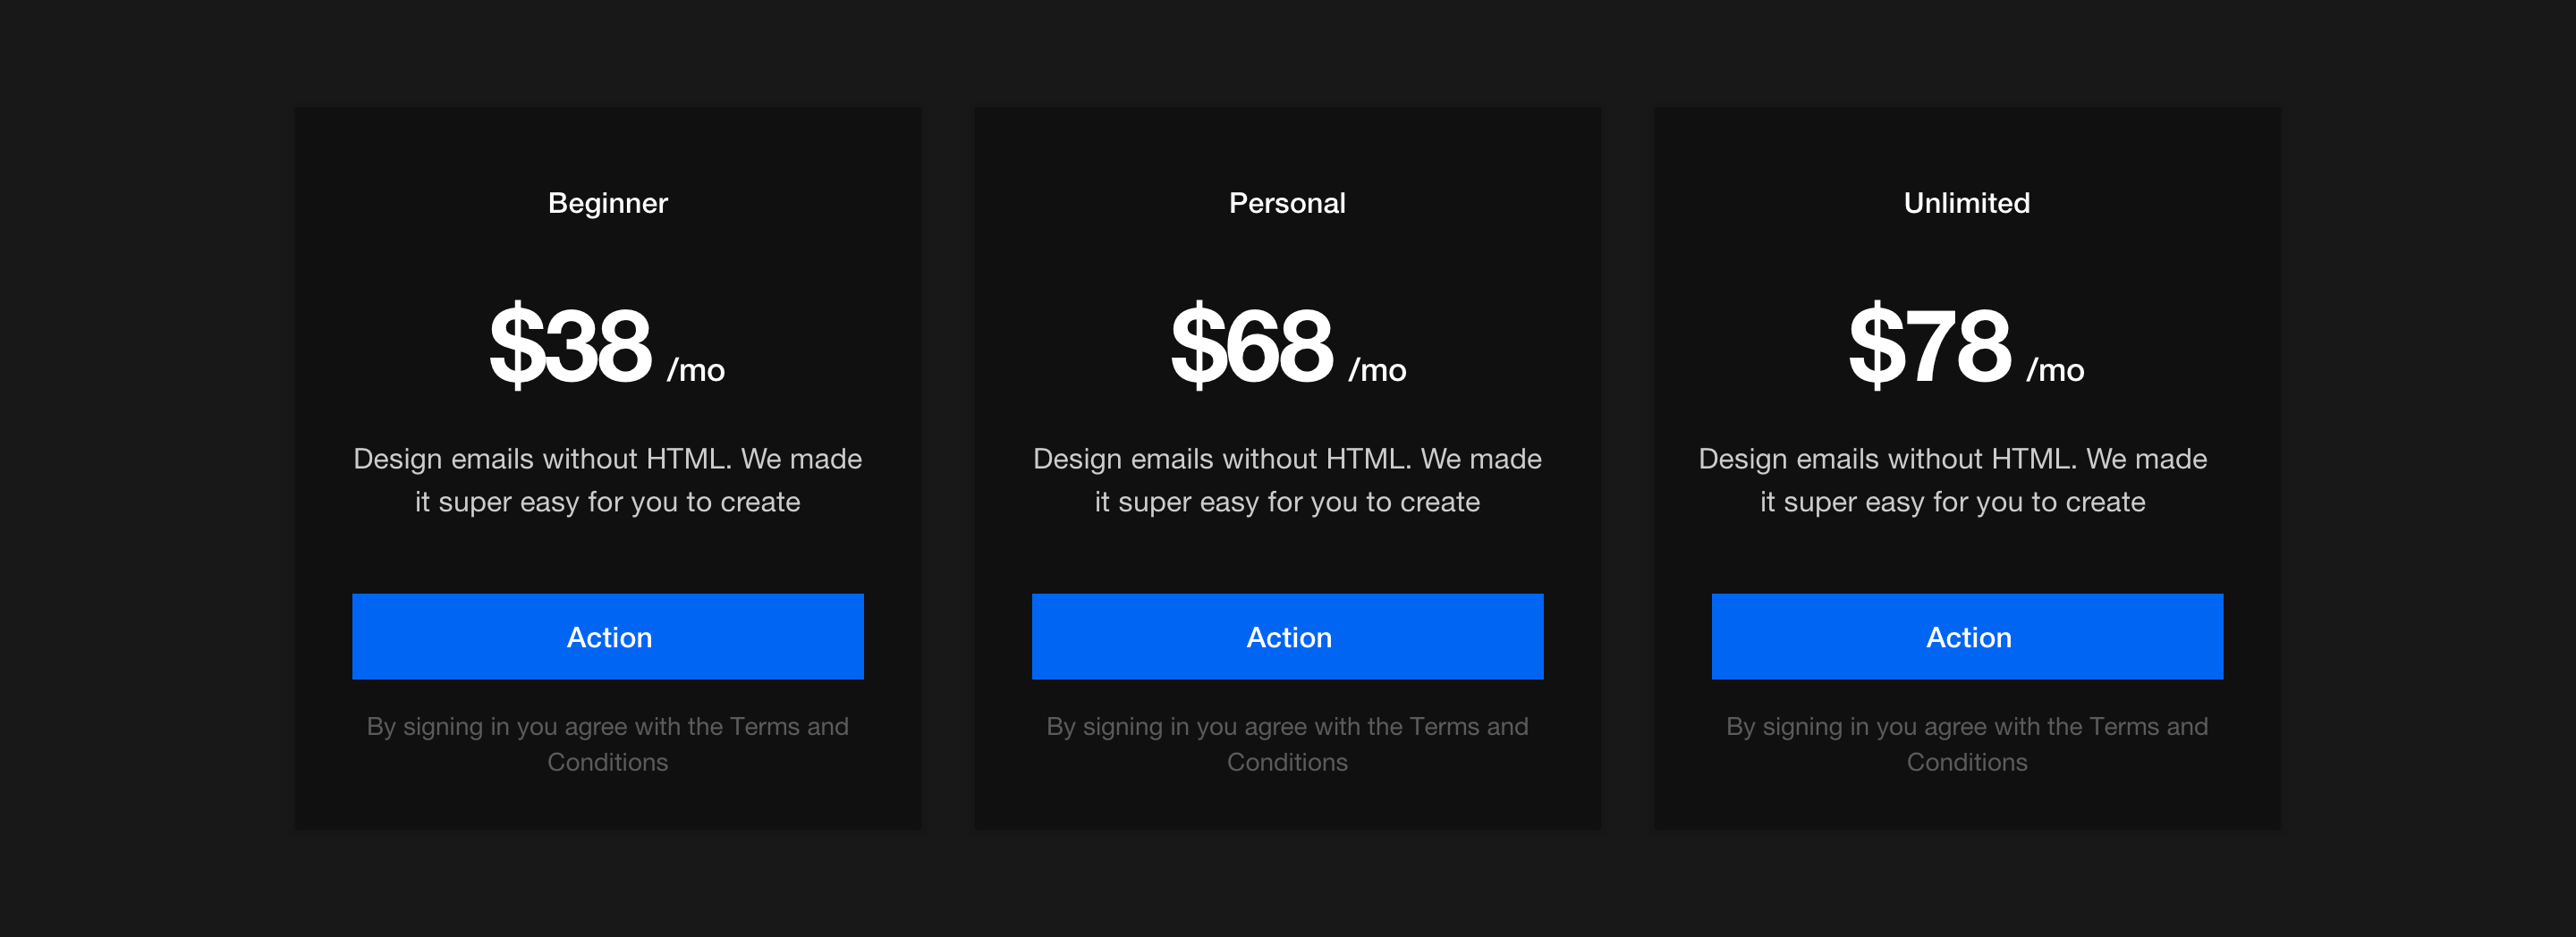 Beginner
$38 /mo
Design emails without HTML. We made
it super easy for you to create
Action
By signing in you agree with the Terms and
Conditions
Personal
$68 /mo
Design emails without HTML. We made
it super easy for you to create
Action
By signing in you agree with the Terms and
Conditions
Unlimited
$78 /mo
Design emails without HTML. We made
it super easy for you to create
Action
By signing in you agree with the Terms and
Conditions